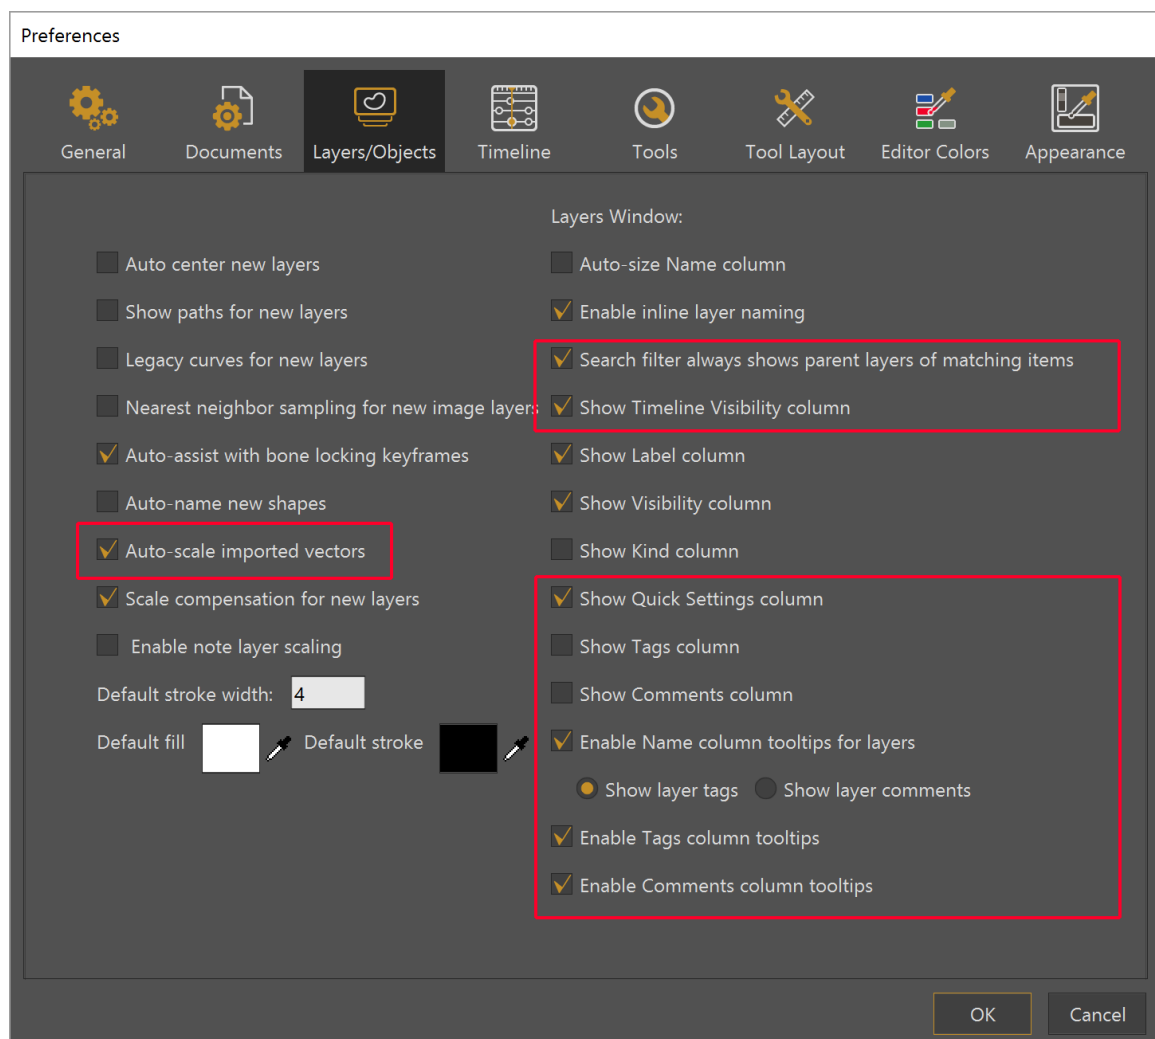 Preferences
General Documents Layers/Objects Timeline Tools Tool Layout Editor Colors Appearance
Auto center new layers
Show paths for new layers
Legacy curves for new layers
Nearest neighbor sampling for new image layers
Auto-assist with bone locking keyframes
Auto-name new shapes
Auto-scale imported vectors
Scale compensation for new layers
Enable note layer scaling
Default stroke width: 4
Default fill Default stroke
Layers Window:
Auto-size Name column
Enable inline layer naming
Search filter always shows parent layers of matching items
Show Timeline Visibility column
Show Label column
Show Visibility column
Show Kind column
Show Quick Settings column
Show Tags column
Show Comments column
Enable Name column tooltips for layers
Show layer tags Show layer comments
Enable Tags column tooltips
Enable Comments column tooltips
OK Cancel